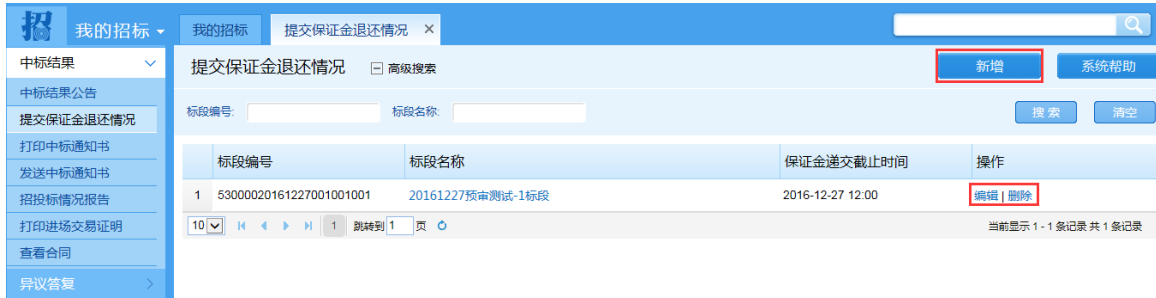 招 我的招标 我的招标 提交保证金退还情况 ×
中标结果 提交保证金退还情况 高级搜索 新增 系统帮助
中标结果公告
提交保证金退还情况 标段编号: 标段名称: 搜索 清空
打印中标通知书
发送中标通知书 标段编号 标段名称 保证金递交截止时间 操作
招投标情况报告 1 5300002016122700100​1001 20161227预审测试-1标段 2016-12-27 12:00 编辑 | 删除
打印进场交易证明 10 1 跳转到 1 页 当前显示 1 - 1 条记录 共 1 条记录
查看合同
异议答复